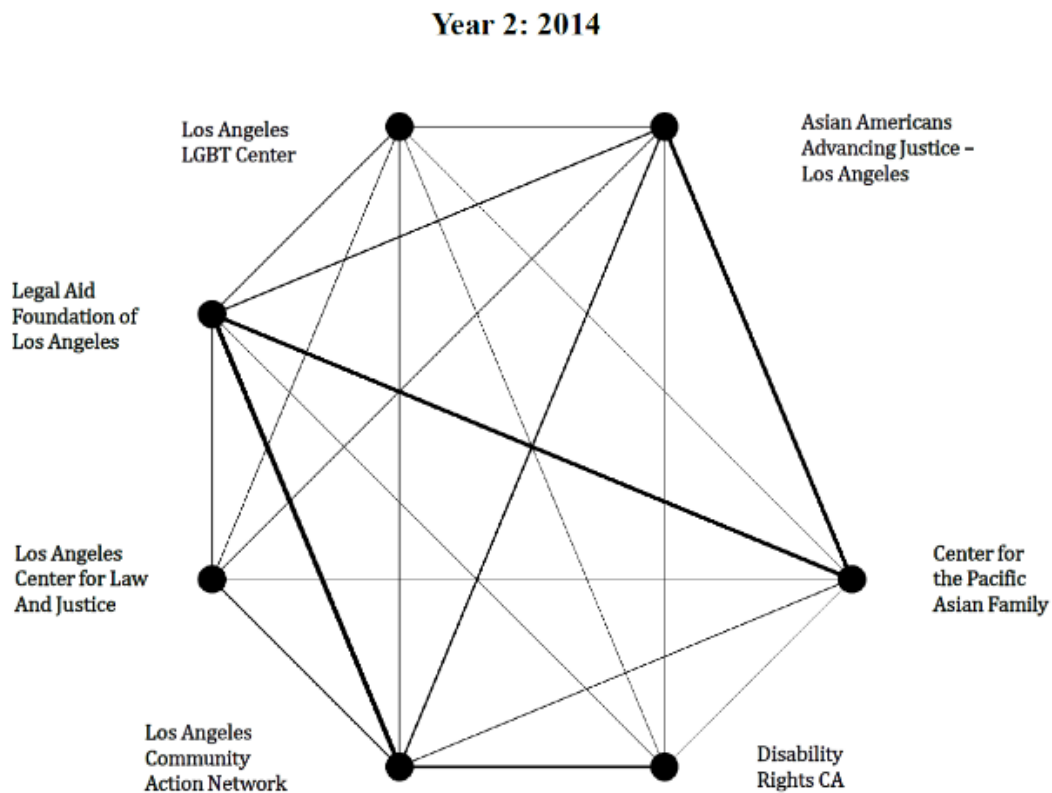 Year 2: 2014
Los Angeles
LGBT Center
Asian Americans
Advancing Justice –
Los Angeles
Legal Aid
Foundation of
Los Angeles
Los Angeles
Center for Law
And Justice
Center for
the Pacific
Asian Family
Los Angeles
Community
Action Network
Disability
Rights CA